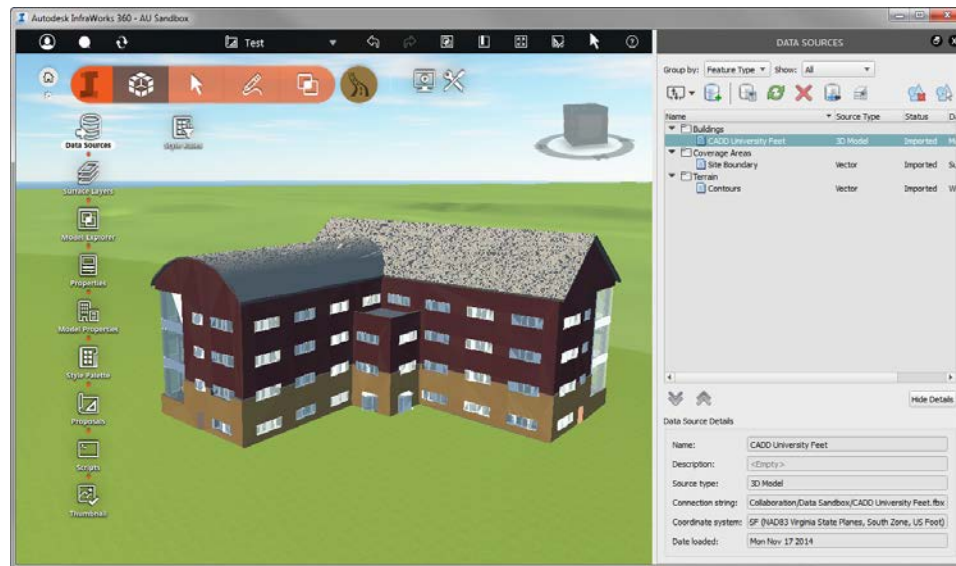 Autodesk InfraWorks 360 - AU Sandbox
Test
DATA SOURCES
Group by: Feature Type Show: All
Name Source Type Status
Buildings
CADD University Feet 3D Model Imported
Coverage Areas
Site Boundary Vector Imported
Terrain
Contours Vector Imported
Hide Details
Data Source Details
Name: CADD University Feet
Description: <Empty>
Source type: 3D Model
Connection string: Collaboration/Data Sandbox/CADD University Feet.fbx
Coordinate system: SF (NAD83 Virginia State Planes, South Zone, US Foot)
Date loaded: Mon Nov 17 2014
Data Sources
Style Rules
Surface Layers
Model Explorer
Properties
Model Properties
Style Palette
Proposals
Scripts
Thumbnail